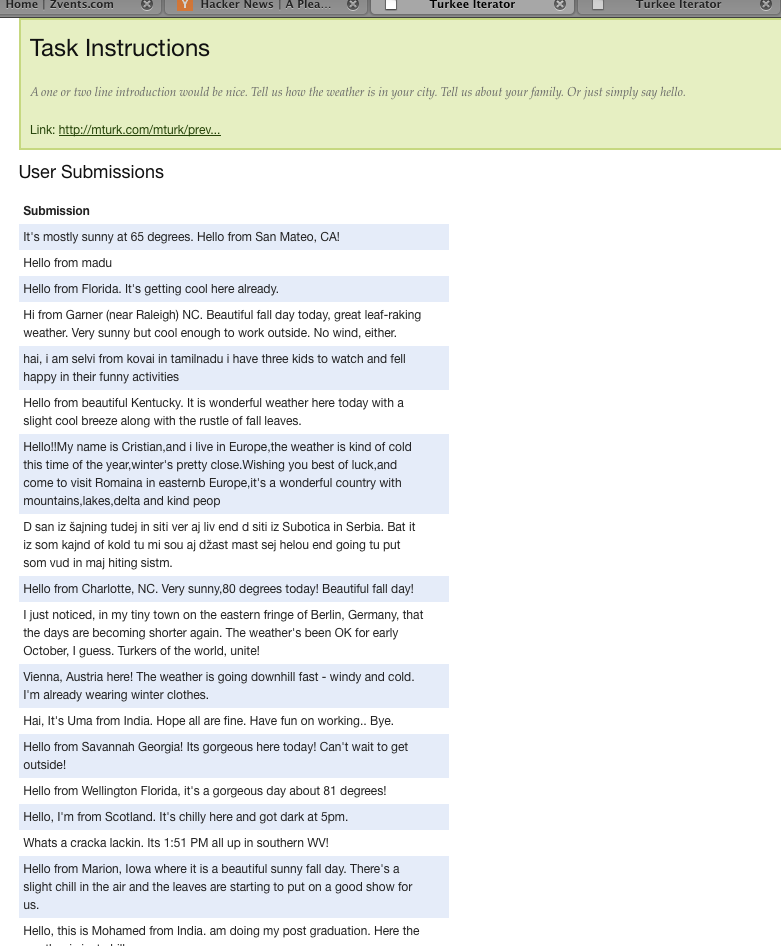 Home | Zvents.com
Hacker News | A Plea...
Turkee Iterator
Turkee Iterator
Task Instructions
A one or two line introduction would be nice. Tell us how the weather is in your city. Tell us about your family. Or just simply say hello.
Link: http://mturk.com/mturk/prev...
User Submissions
Submission
It's mostly sunny at 65 degrees. Hello from San Mateo, CA!
Hello from madu
Hello from Florida. It's getting cool here already.
Hi from Garner (near Raleigh) NC. Beautiful fall day today, great leaf-raking
weather. Very sunny but cool enough to work outside. No wind, either.
hai, i am selvi from kovai in tamilnadu i have three kids to watch and fell
happy in their funny activities
Hello from beautiful Kentucky. It is wonderful weather here today with a
slight cool breeze along with the rustle of fall leaves.
Hello!!My name is Cristian,and i live in Europe,the weather is kind of cold
this time of the year,winter's pretty close.Wishing you best of luck,and
come to visit Romaina in easternb Europe,it's a wonderful country with
mountains,lakes,delta and kind peop
D san iz šajning tudej in siti ver aj liv end d siti iz Subotica in Serbia. Bat it
iz som kajnd of kold tu mi sou aj džast mast sej helou end going tu put
som vud in maj hiting sistm.
Hello from Charlotte, NC. Very sunny,80 degrees today! Beautiful fall day!
I just noticed, in my tiny town on the eastern fringe of Berlin, Germany, that
the days are becoming shorter again. The weather's been OK for early
October, I guess. Turkers of the world, unite!
Vienna, Austria here! The weather is going downhill fast - windy and cold.
I'm already wearing winter clothes.
Hai, It's Uma from India. Hope all are fine. Have fun on working.. Bye.
Hello from Savannah Georgia! Its gorgeous here today! Can't wait to get
outside!
Hello from Wellington Florida, it's a gorgeous day about 81 degrees!
Hello, I'm from Scotland. It's chilly here and got dark at 5pm.
Whats a cracka lackin. Its 1:51 PM all up in southern WV!
Hello from Marion, Iowa where it is a beautiful sunny fall day. There's a
slight chill in the air and the leaves are starting to put on a good show for
us.
Hello, this is Mohamed from India. am doing my post graduation. Here the